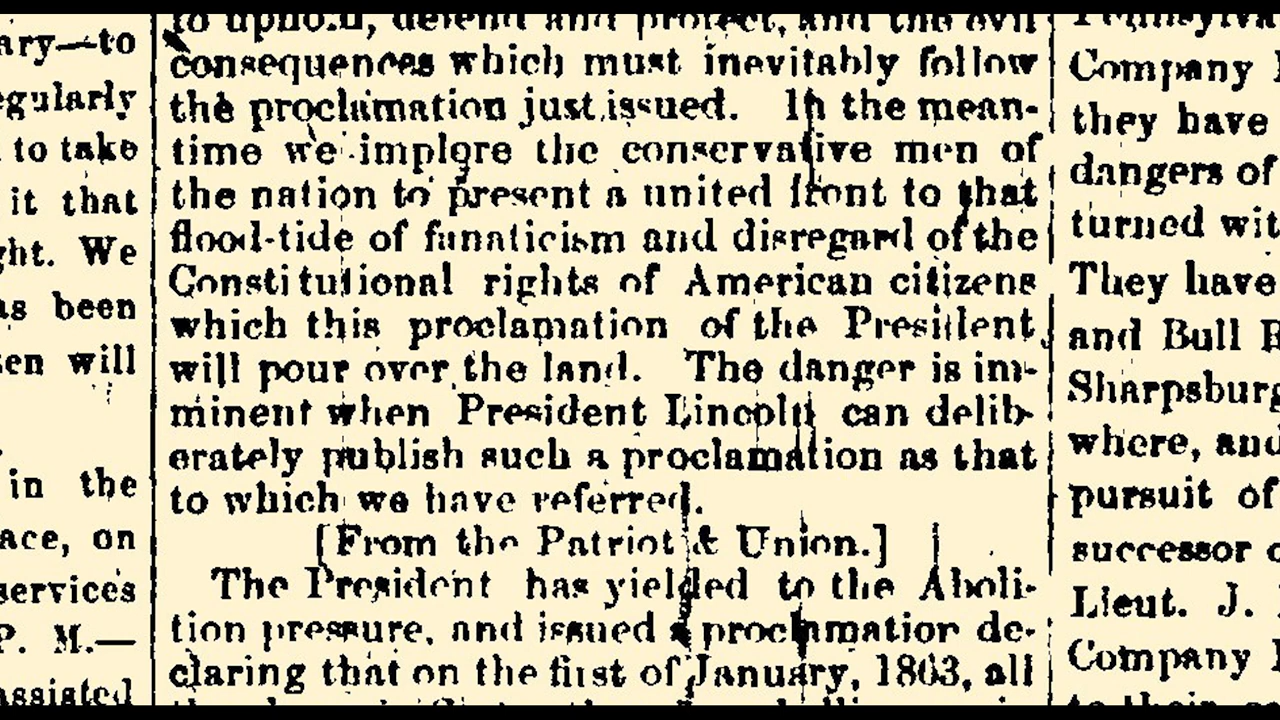 ary—to
egularly
to take
it that
ght. We
as been
en will
in the
ace, on
services
P. M.—
assisted
to uphold, defend and protect, and the evil
consequences which must inevitably follow
the proclamation just issued. In the mean-
time we implore the conservative men of
the nation to present a united front to that
flood-tide of fanaticism and disregard of the
Constitutional rights of American citizens
which this proclamation of the President
will pour over the land. The danger is im-
minent when President Lincoln can delib-
erately publish such a proclamation as that
to which we have referred.
[From the Patriot & Union.]
The President has yielded to the Aboli-
tion pressure, and issued a proclamation de-
claring that on the first of January, 1863, all
Company
they have
dangers of
turned wit
They have
and Bull
Sharpsburg
where, and
pursuit of
successor
Lieut. J.
Company